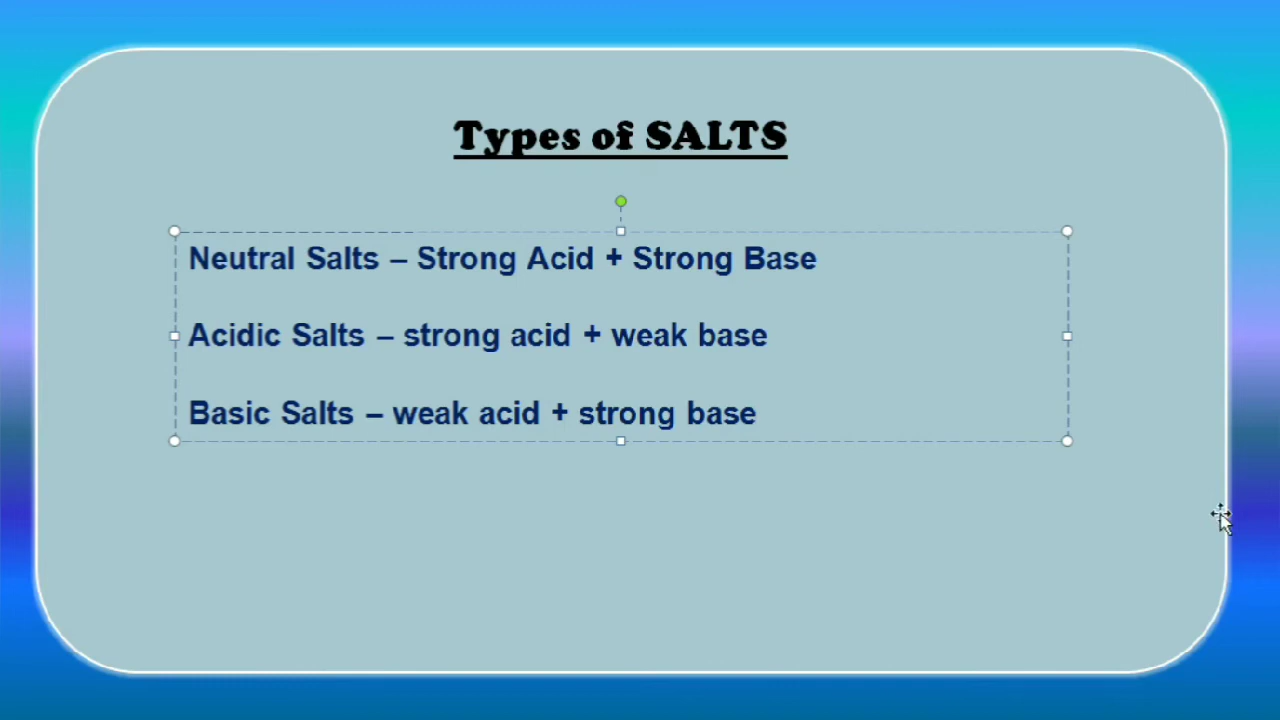 Types of SALTS
Neutral Salts – Strong Acid + Strong Base
Acidic Salts – strong acid + weak base
Basic Salts – weak acid + strong base